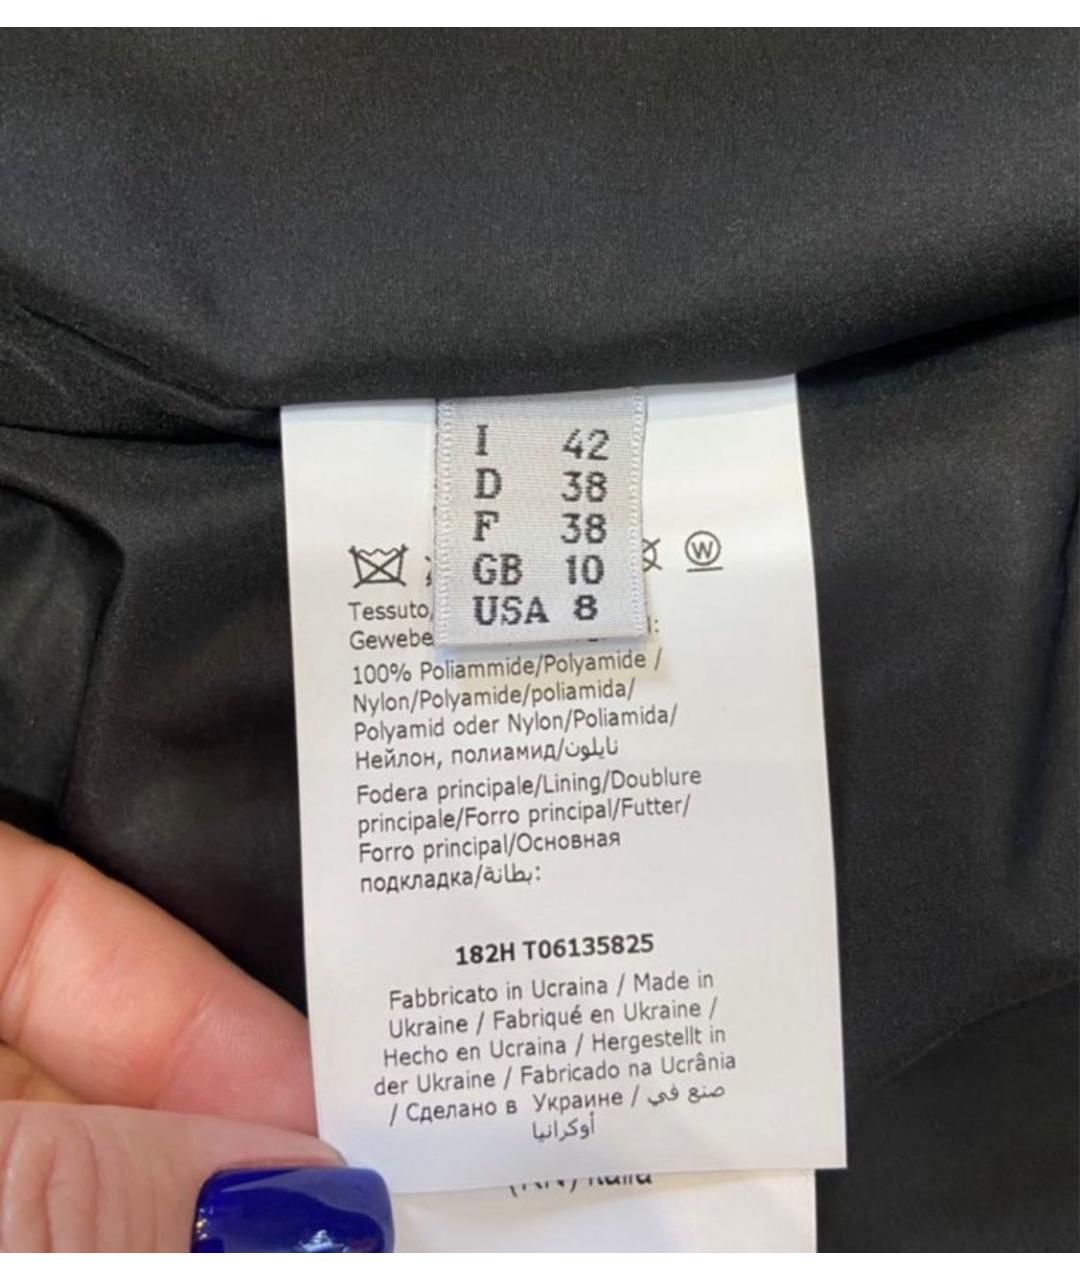 I 42
D 38
F 38
GB 10
USA 8
W
Tessuto
Gewebe
100% Poliammide/Polyamide /
Nylon/Polyamide/poliamida/
Polyamid oder Nylon/Poliamida/
Нейлон, полиамид/نايلون
Fodera principale/Lining/Doublure
principale/Forro principal/Futter/
Forro principal/Основная
подкладка/بطانة:
182H T06135825
Fabbricato in Ucraina / Made in
Ukraine / Fabriqué en Ukraine /
Hecho en Ucraina / Hergestellt in
der Ukraine / Fabricado na Ucrânia
/ Сделано в Украине / صنع في
أوكرانيا